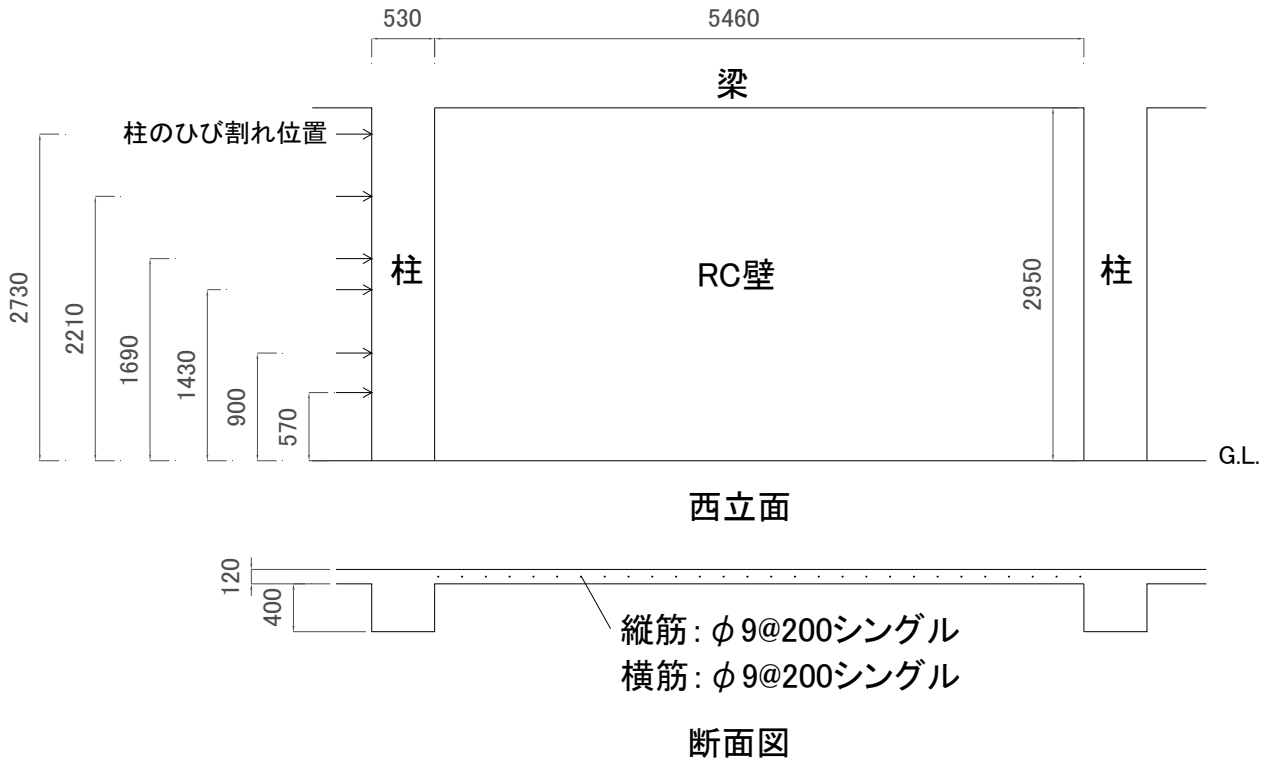 530
5460
梁
柱のひび割れ位置
柱
RC壁
柱
2950
2730
2210
1690
1430
900
570
G.L.
西立面
120
400
縦筋：φ9@200シングル
横筋：φ9@200シングル
断面図